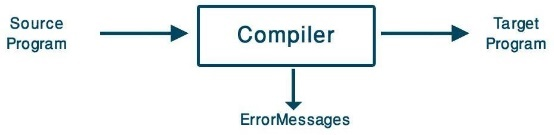 Source
Program
Compiler
Target
Program
ErrorMessages